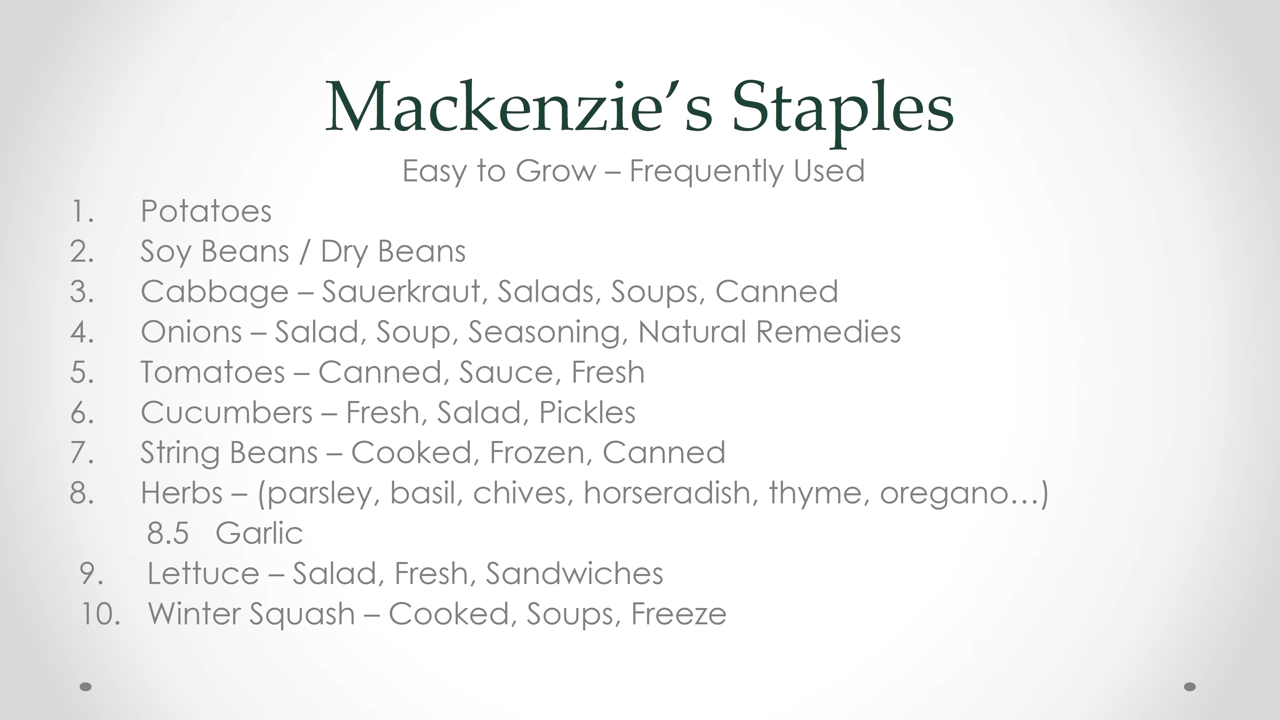 Mackenzie’s Staples
Easy to Grow – Frequently Used
1. Potatoes
2. Soy Beans / Dry Beans
3. Cabbage – Sauerkraut, Salads, Soups, Canned
4. Onions – Salad, Soup, Seasoning, Natural Remedies
5. Tomatoes – Canned, Sauce, Fresh
6. Cucumbers – Fresh, Salad, Pickles
7. String Beans – Cooked, Frozen, Canned
8. Herbs – (parsley, basil, chives, horseradish, thyme, oregano…)
8.5 Garlic
9. Lettuce – Salad, Fresh, Sandwiches
10. Winter Squash – Cooked, Soups, Freeze